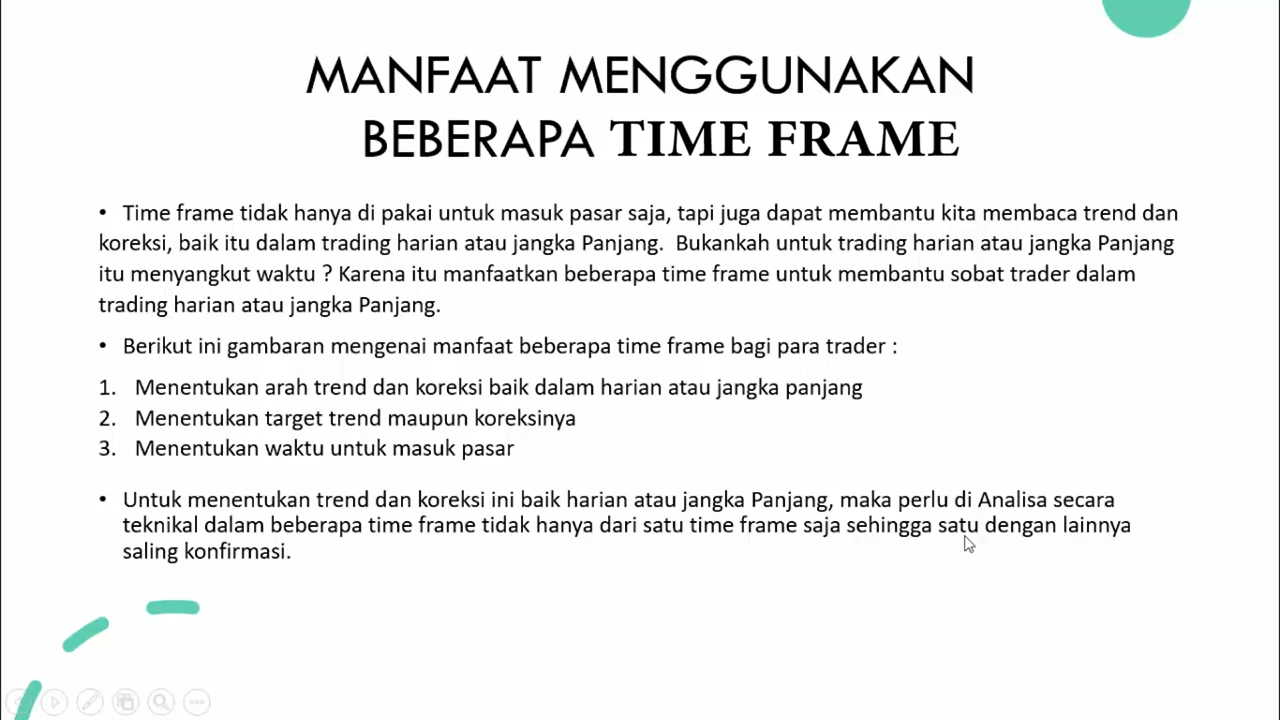 MANFAAT MENGGUNAKAN
BEBERAPA TIME FRAME
• Time frame tidak hanya di pakai untuk masuk pasar saja, tapi juga dapat membantu kita membaca trend dan
koreksi, baik itu dalam trading harian atau jangka Panjang.  Bukankah untuk trading harian atau jangka Panjang
itu menyangkut waktu ? Karena itu manfaatkan beberapa time frame untuk membantu sobat trader dalam
trading harian atau jangka Panjang.
• Berikut ini gambaran mengenai manfaat beberapa time frame bagi para trader :
1. Menentukan arah trend dan koreksi baik dalam harian atau jangka panjang
2. Menentukan target trend maupun koreksinya
3. Menentukan waktu untuk masuk pasar
• Untuk menentukan trend dan koreksi ini baik harian atau jangka Panjang, maka perlu di Analisa secara
teknikal dalam beberapa time frame tidak hanya dari satu time frame saja sehingga satu dengan lainnya
saling konfirmasi.